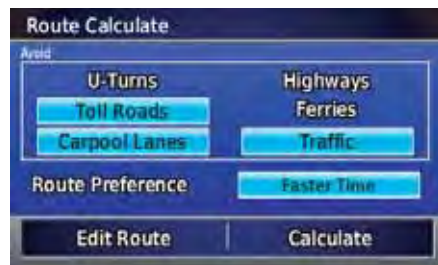 Route Calculate
Avoid
U-Turns Highways
Toll Roads Ferries
Carpool Lanes Traffic
Route Preference Faster Time
Edit Route Calculate